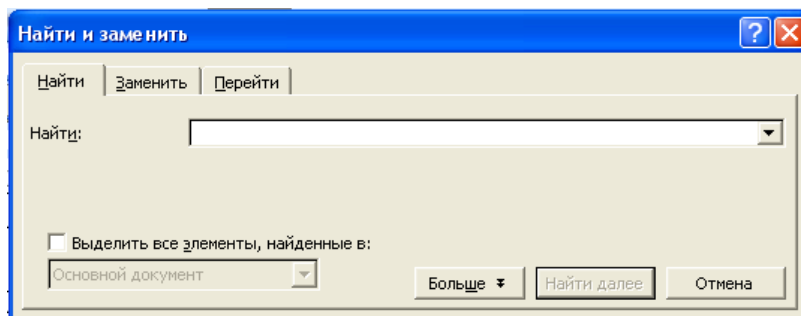 Найти и заменить
Найти Заменить Перейти
Найти:
Выделить все элементы, найденные в:
Основной документ
Больше Найти далее Отмена